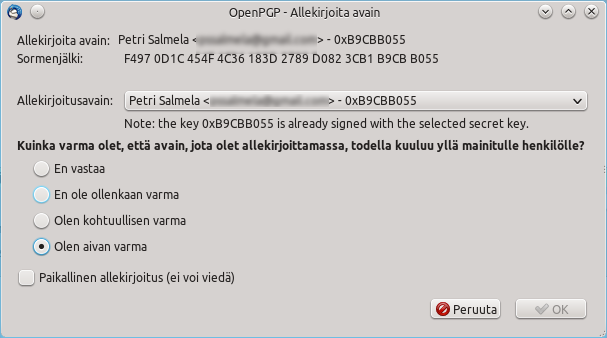 OpenPGP - Allekirjoita avain
Allekirjoita avain: Petri Salmela < > - 0xB9CBB055
Sormenjälki: F497 0D1C 454F 4C36 183D 2789 D082 3CB1 B9CB B055
Allekirjoitusavain: Petri Salmela < > - 0xB9CBB055
Note: the key 0xB9CBB055 is already signed with the selected secret key.
Kuinka varma olet, että avain, jota olet allekirjoittamassa, todella kuuluu yllä mainitulle henkilölle?
En vastaa
En ole ollenkaan varma
Olen kohtuullisen varma
Olen aivan varma
Paikallinen allekirjoitus (ei voi viedä)
Peruuta OK